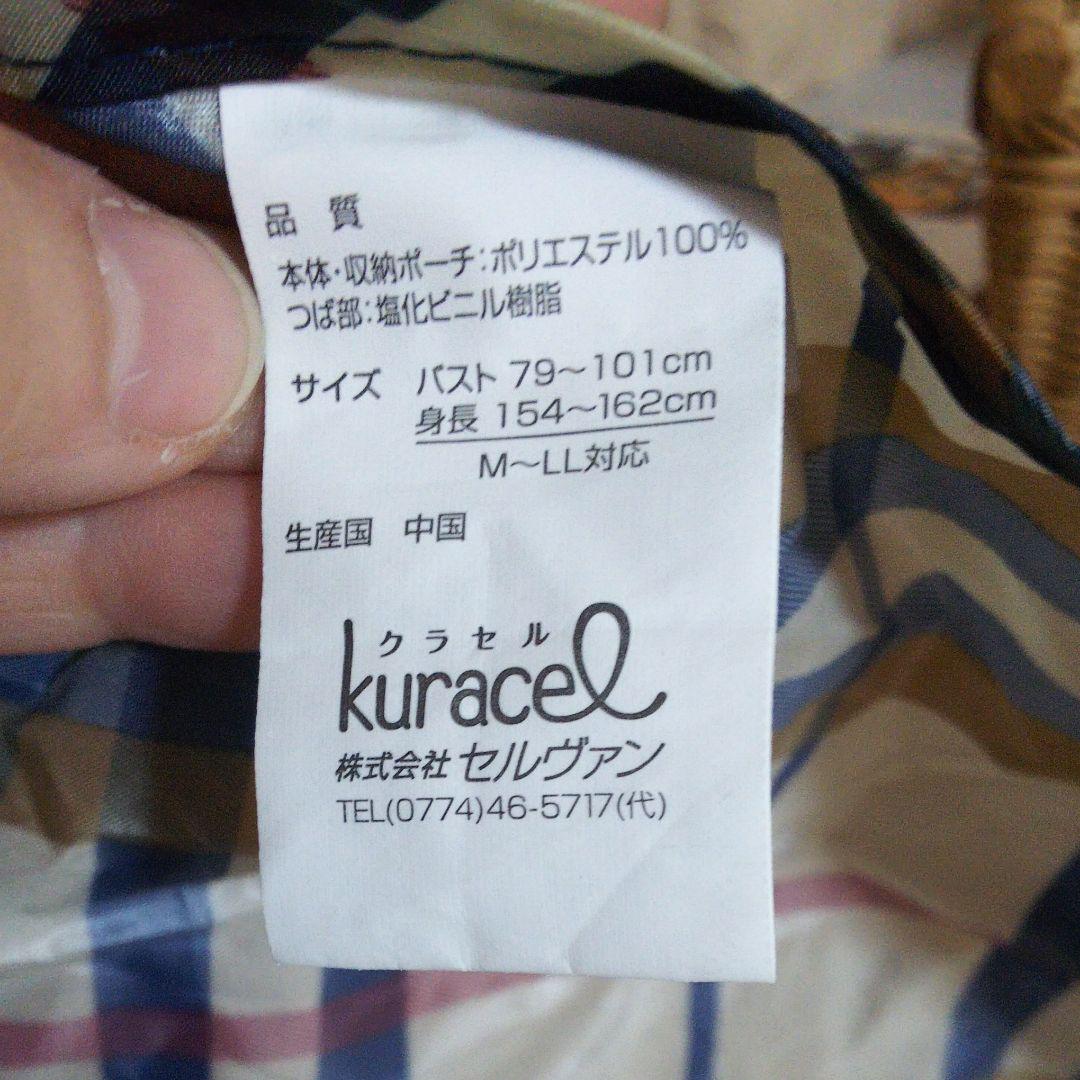 品 質
本体・収納ポーチ:ポリエステル100%
つば部:塩化ビニル樹脂
サイズ バスト 79～101cm
身長 154～162cm
M～LL対応
生産国 中国
クラセル
kuracel
株式会社 セルヴァン
TEL(0774)46-5717(代)